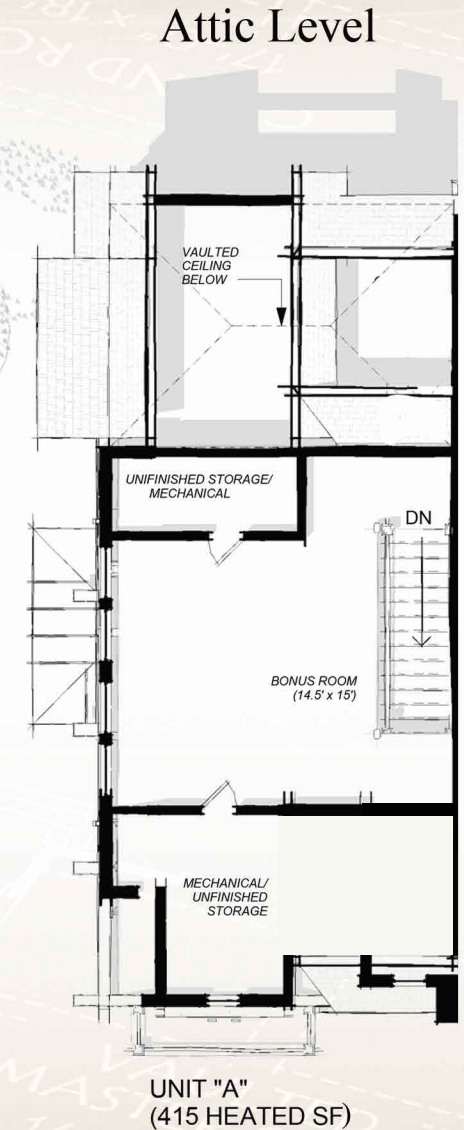 Attic Level
VAULTED
CEILING
BELOW
UNIFINISHED STORAGE/
MECHANICAL
DN
BONUS ROOM
(14.5' x 15')
MECHANICAL/
UNFINISHED
STORAGE
UNIT "A"
(415 HEATED SF)